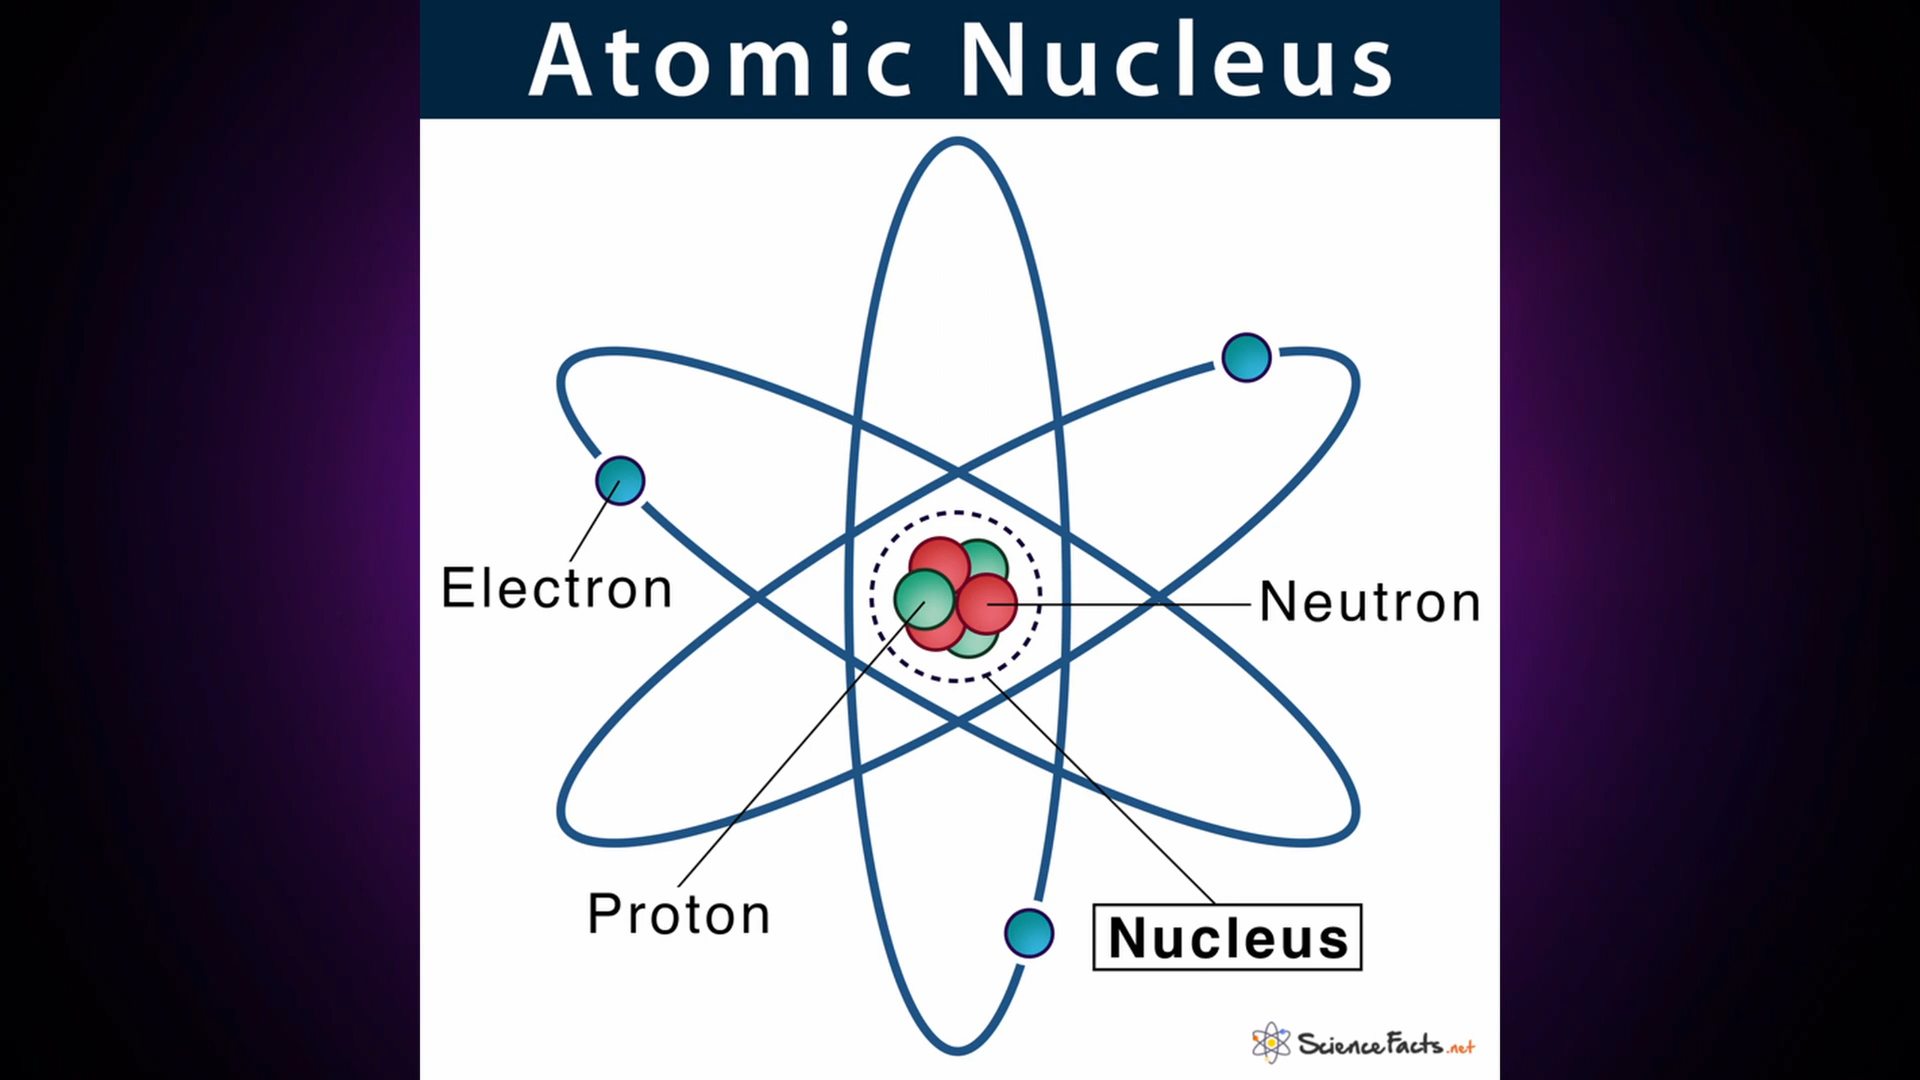 Atomic Nucleus
Electron
Neutron
Proton
Nucleus
ScienceFacts.net